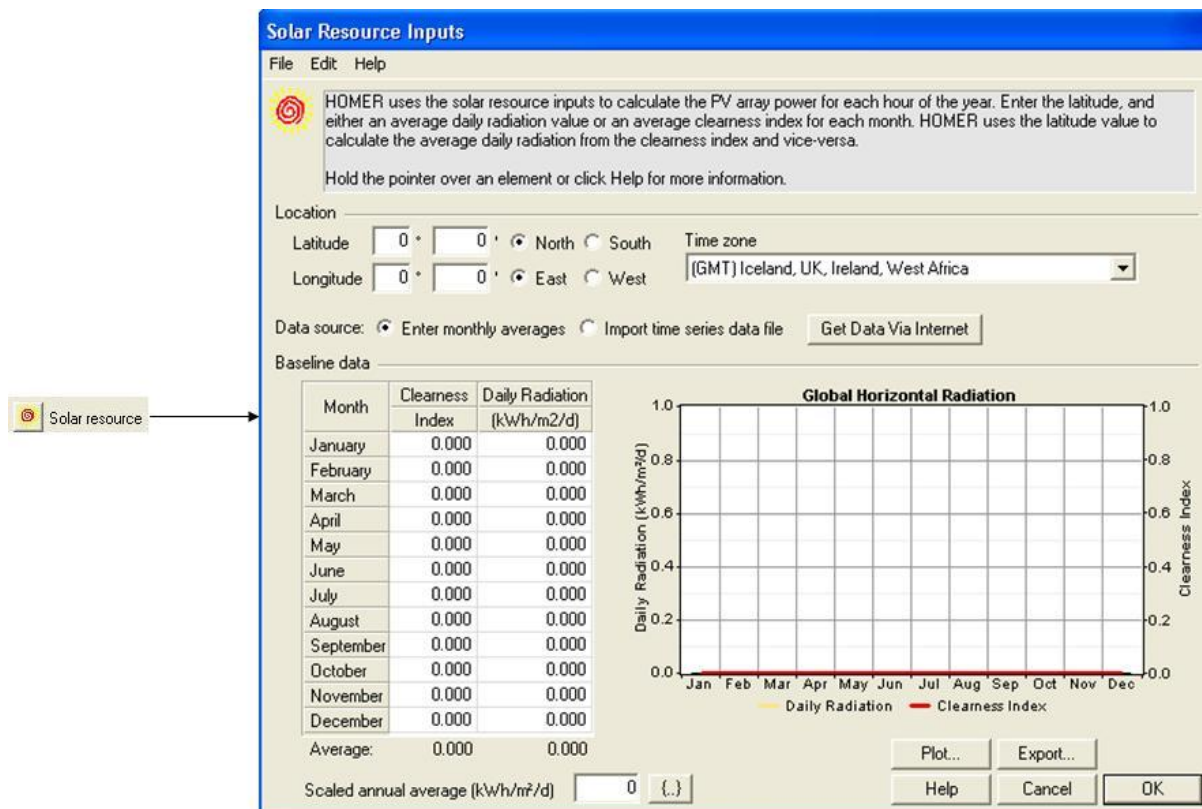 Solar Resource Inputs
File Edit Help
HOMER uses the solar resource inputs to calculate the PV array power for each hour of the year. Enter the latitude, and
either an average daily radiation value or an average clearness index for each month. HOMER uses the latitude value to
calculate the average daily radiation from the clearness index and vice-versa.
Hold the pointer over an element or click Help for more information.
Location
Latitude 0 ° 0 ' North South
Longitude 0 ° 0 ' East West
Time zone
(GMT) Iceland, UK, Ireland, West Africa
Data source: Enter monthly averages Import time series data file Get Data Via Internet
Baseline data
Solar resource
Month Clearness Daily Radiation
Index (kWh/m2/d)
January 0.000 0.000
February 0.000 0.000
March 0.000 0.000
April 0.000 0.000
May 0.000 0.000
June 0.000 0.000
July 0.000 0.000
August 0.000 0.000
September 0.000 0.000
October 0.000 0.000
November 0.000 0.000
December 0.000 0.000
Average: 0.000 0.000
Scaled annual average (kWh/m²/d) 0 {..}
Global Horizontal Radiation
Daily Radiation (kWh/m²/d)
1.0
0.8
0.6
0.4
0.2
0.0
Jan Feb Mar Apr May Jun Jul Aug Sep Oct Nov Dec
1.0
0.8
0.6
0.4
0.2
0.0
Clearness Index
Daily Radiation Clearness Index
Plot... Export...
Help Cancel OK